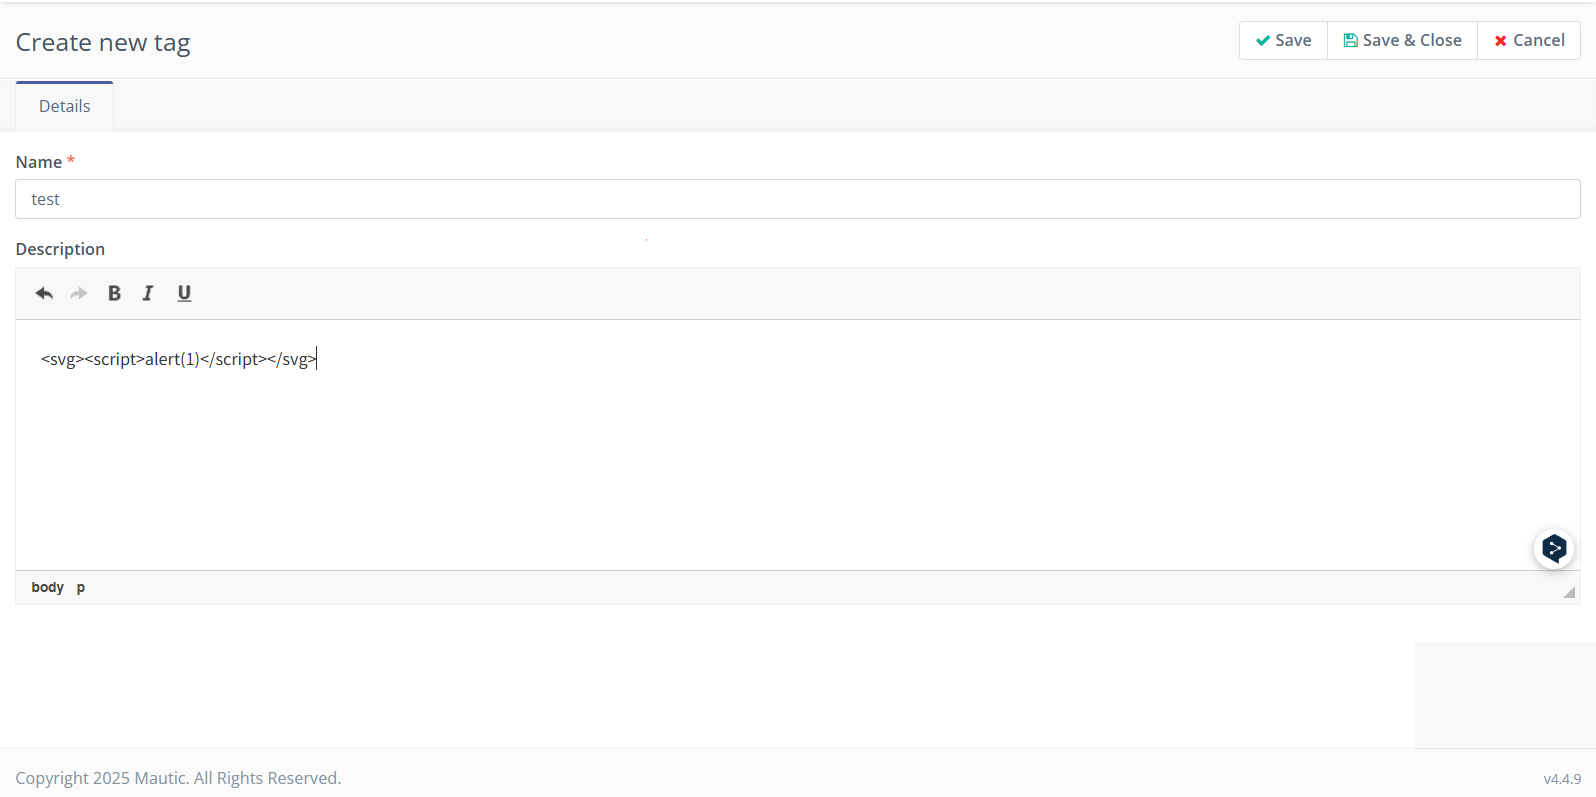 Create new tag
Save
Save & Close
Cancel
Details
Name *
test
Description
B I U
<svg><script>alert(1)</script></svg>
body p
Copyright 2025 Mautic. All Rights Reserved.
v4.4.9